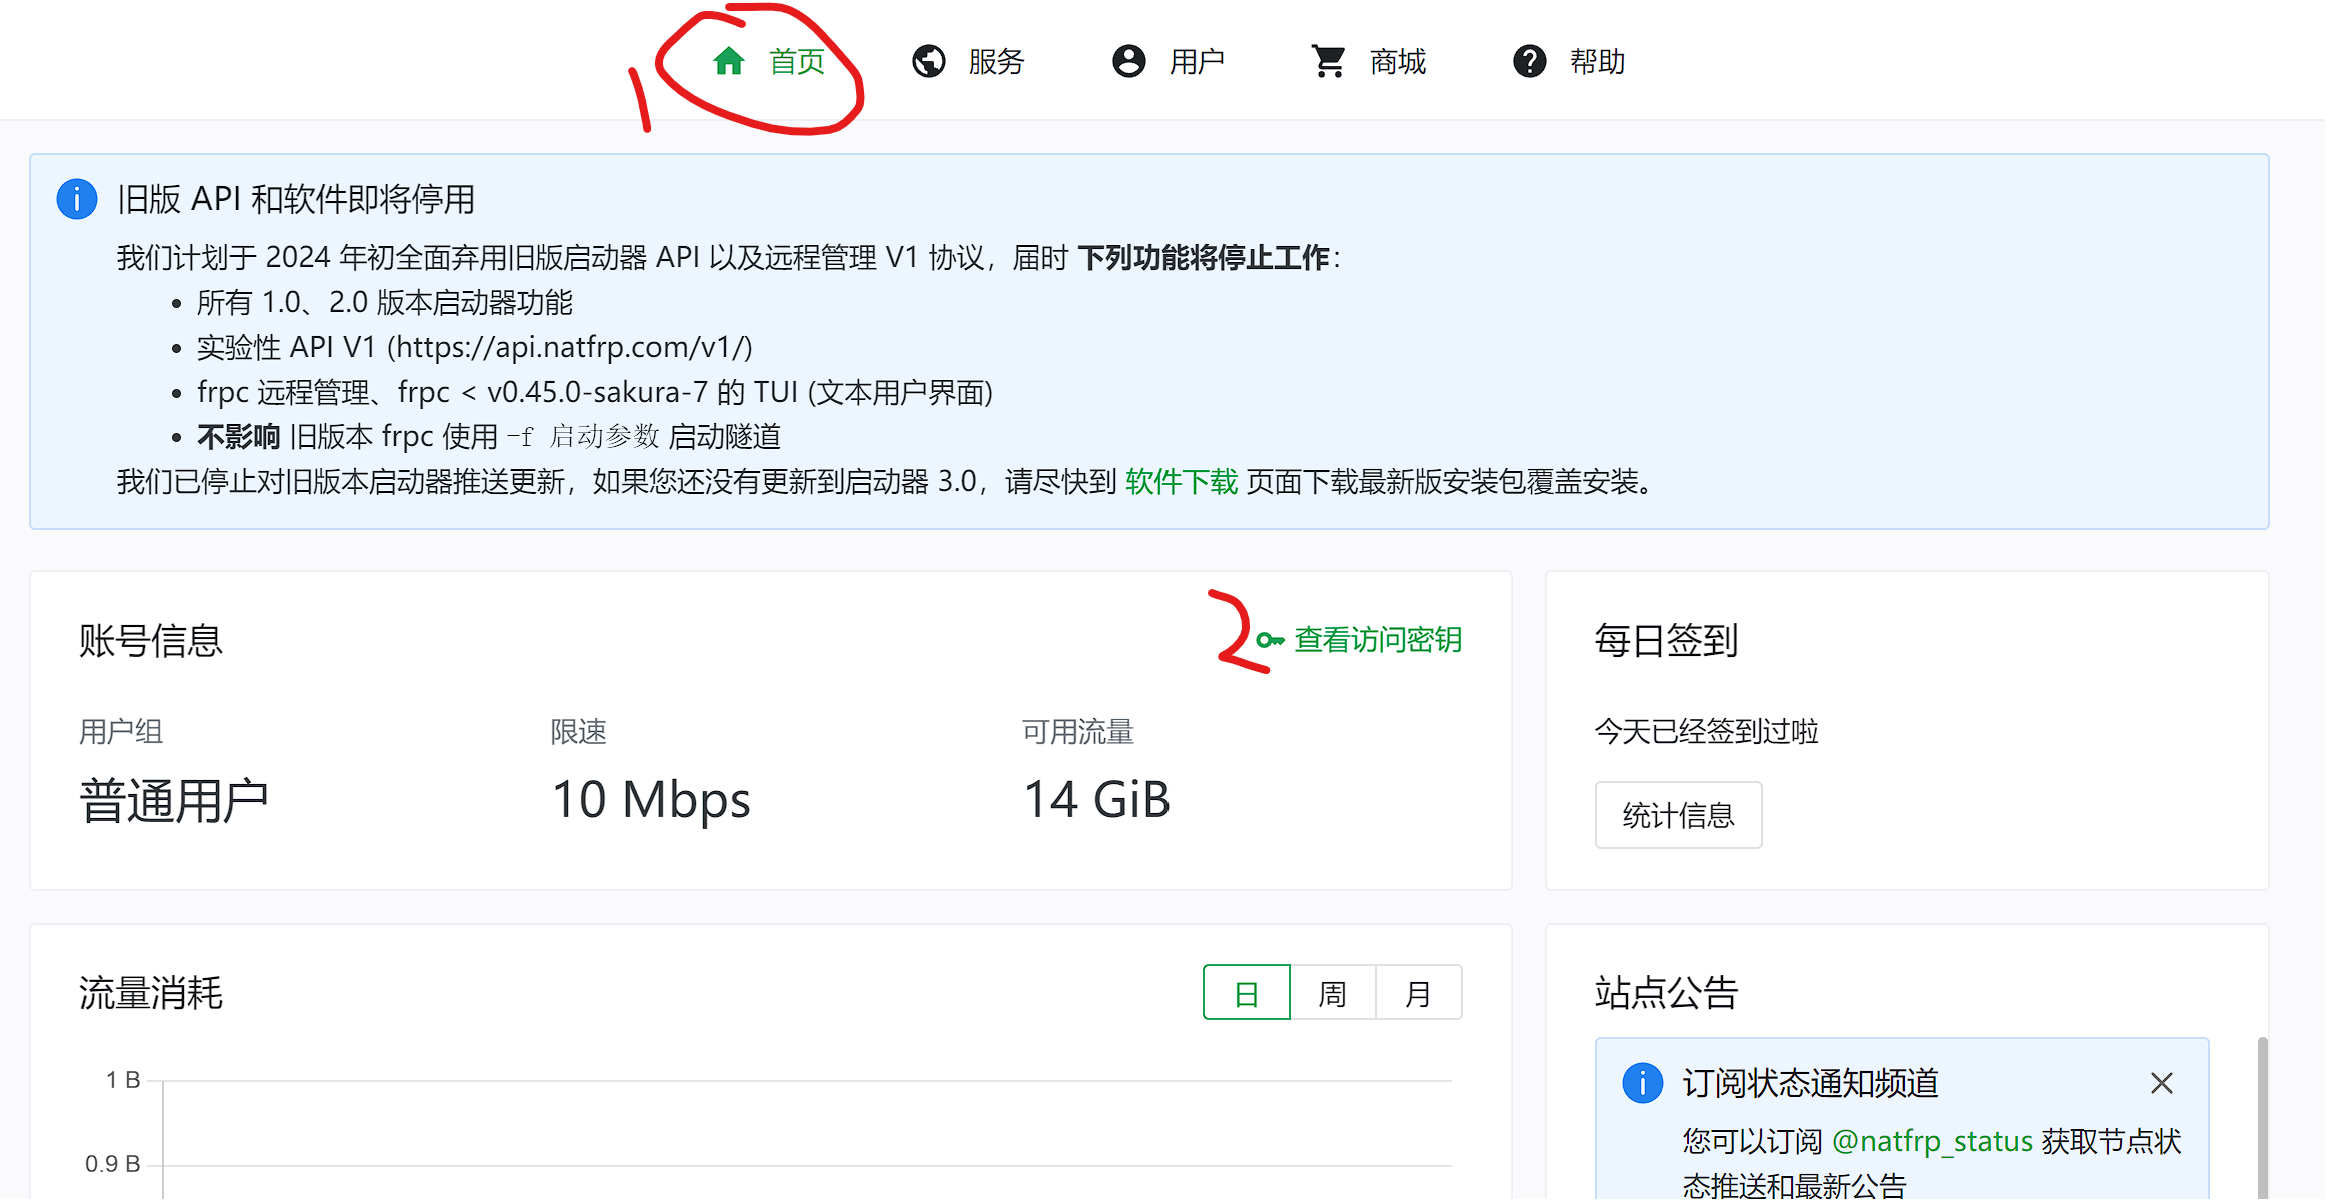 首页 服务 用户 商城 帮助
1
旧版 API 和软件即将停用
我们计划于 2024 年初全面弃用旧版启动器 API 以及远程管理 V1 协议，届时 下列功能将停止工作：
• 所有 1.0、2.0 版本启动器功能
• 实验性 API V1 (https://api.natfrp.com/v1/)
• frpc 远程管理、frpc < v0.45.0-sakura-7 的 TUI (文本用户界面)
• 不影响 旧版本 frpc 使用 -f 启动参数 启动隧道
我们已停止对旧版本启动器推送更新，如果您还没有更新到启动器 3.0，请尽快到 软件下载 页面下载最新版安装包覆盖安装。
账号信息
2 查看访问密钥
用户组 限速 可用流量
普通用户 10 Mbps 14 GiB
每日签到
今天已经签到过啦
统计信息
流量消耗
日 周 月
1 B
0.9 B
站点公告
订阅状态通知频道
您可以订阅 @natfrp_status 获取节点状
态推送和最新公告